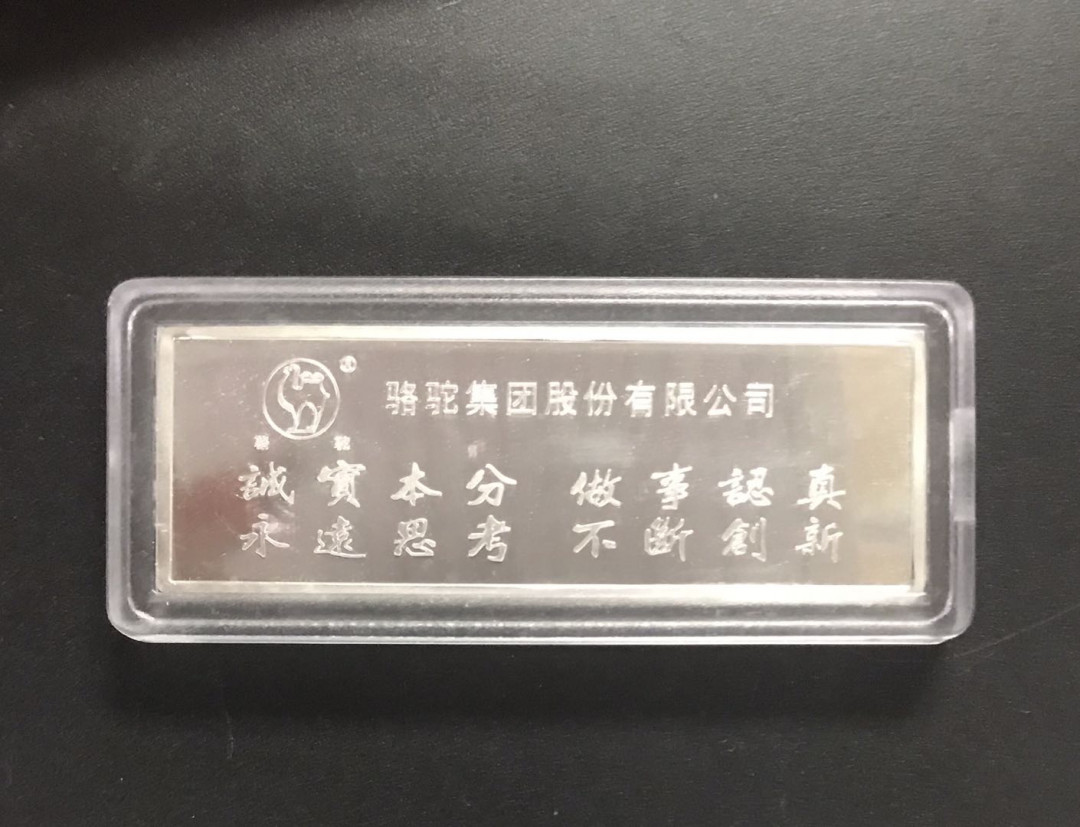 骆驼集团股份有限公司
誠實本分 做事認真
永遠思考 不斷創新